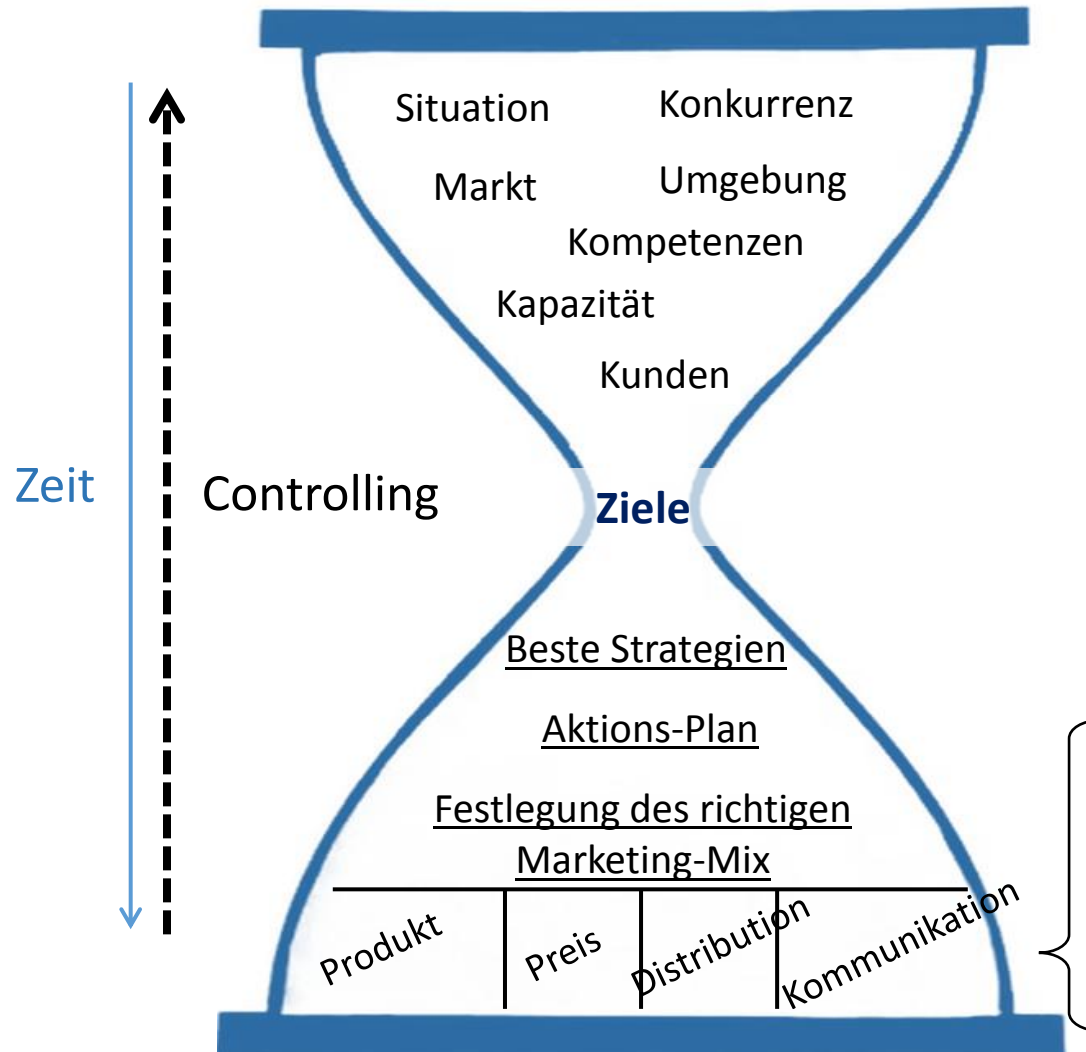 Situation
Konkurrenz
Markt
Umgebung
Kompetenzen
Kapazität
Kunden
Zeit
Controlling
Ziele
Beste Strategien
Aktions-Plan
Festlegung des richtigen
Marketing-Mix
Produkt
Preis
Distribution
Kommunikation